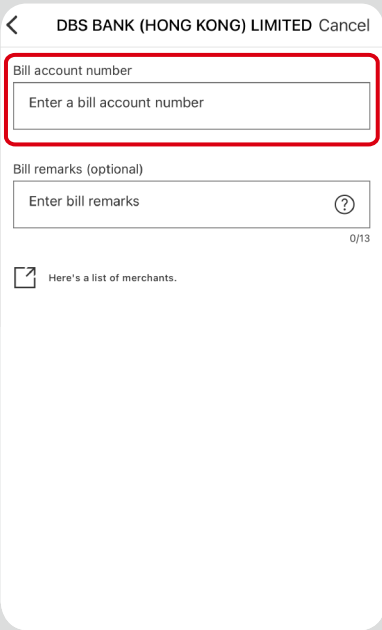 DBS BANK (HONG KONG) LIMITED Cancel
Bill account number
Enter a bill account number
Bill remarks (optional)
Enter bill remarks ?
0/13
Here's a list of merchants.